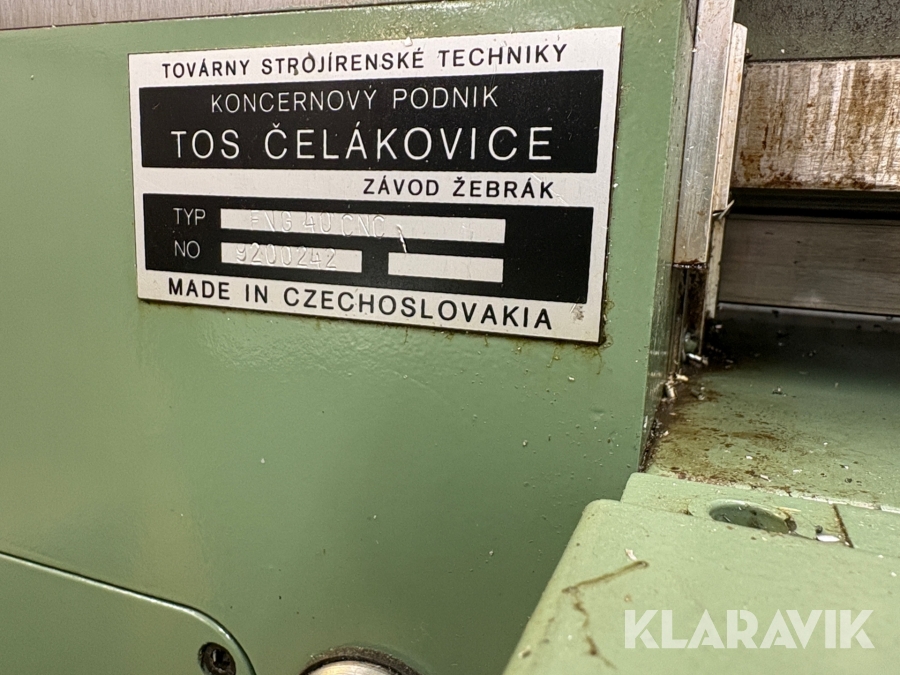 TOVÁRNY STROJÍRENSKÉ TECHNIKY
KONCERNOVÝ PODNIK
TOS ČELÁKOVICE
ZÁVOD ŽEBRÁK
TYP FNG 40 CNC
NO 9200242
MADE IN CZECHOSLOVAKIA
KLARAVIK